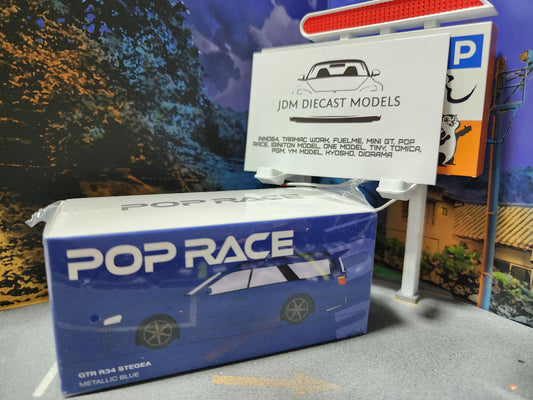 P
JDM DIECAST MODELS
INNO64, TARMAC WORK, FUELME, MINI GT, POP
RACE, IGINITON MODEL, ONE MODEL, TINY, TOMICA,
PGM, YM MODEL, KYOSHO, DIORAMA
POP RACE
POP RACE
GTR R34 STEGEA
METALLIC BLUE